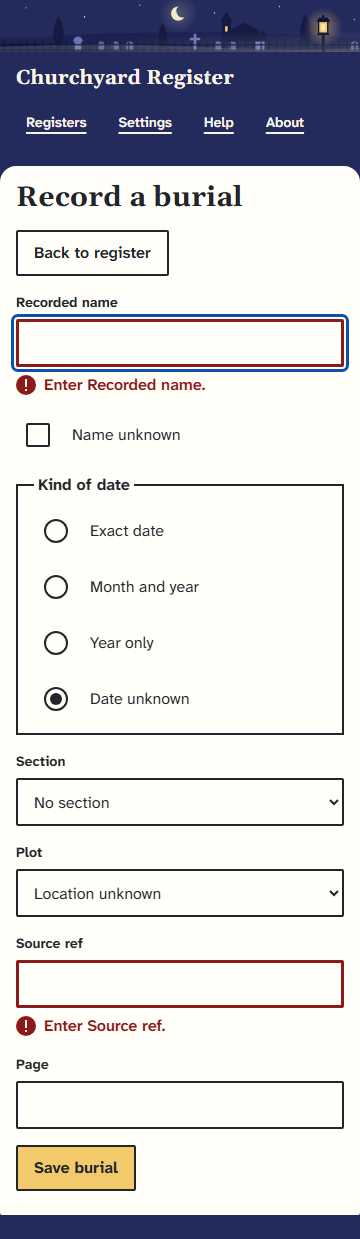 Churchyard Register
Registers Settings Help About
Record a burial
Back to register
Recorded name
Enter Recorded name.
Name unknown
Kind of date
Exact date
Month and year
Year only
Date unknown
Section
No section
Plot
Location unknown
Source ref
Enter Source ref.
Page
Save burial